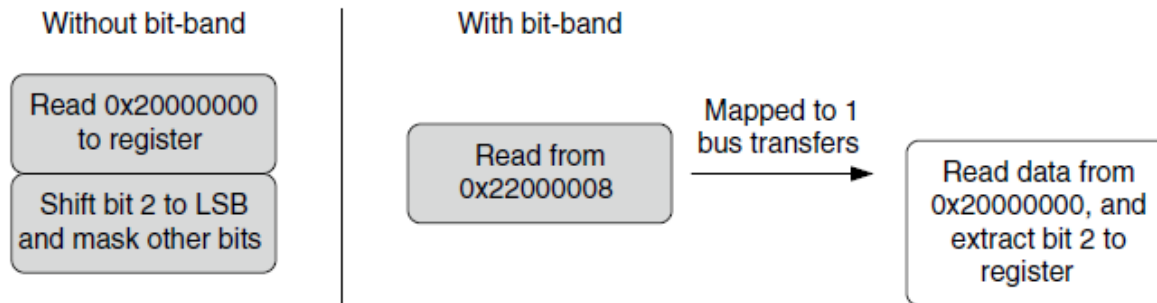 Without bit-band
Read 0x20000000
to register
Shift bit 2 to LSB
and mask other bits
With bit-band
Read from
0x22000008
Mapped to 1
bus transfers
Read data from
0x20000000, and
extract bit 2 to
register